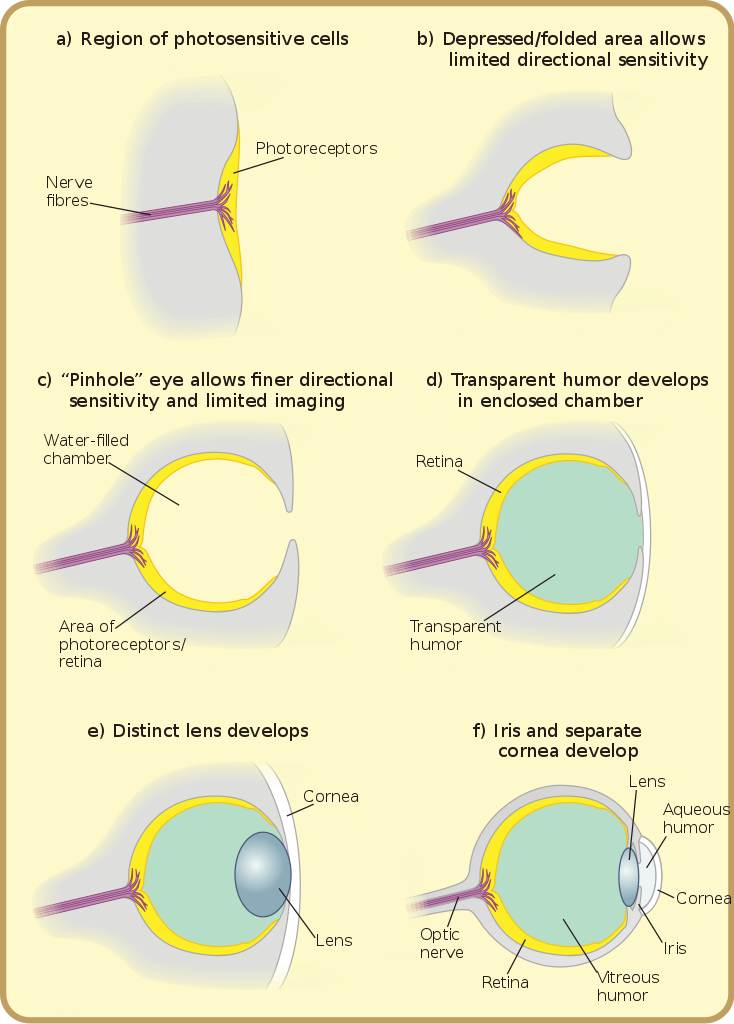 a) Region of photosensitive cells
Photoreceptors
Nerve
fibres
b) Depressed/folded area allows
limited directional sensitivity
c) “Pinhole” eye allows finer directional
sensitivity and limited imaging
Water-filled
chamber
Area of
photoreceptors/
retina
d) Transparent humor develops
in enclosed chamber
Retina
Transparent
humor
e) Distinct lens develops
Cornea
Lens
f) Iris and separate
cornea develop
Lens
Aqueous
humor
Cornea
Iris
Optic
nerve
Retina
Vitreous
humor